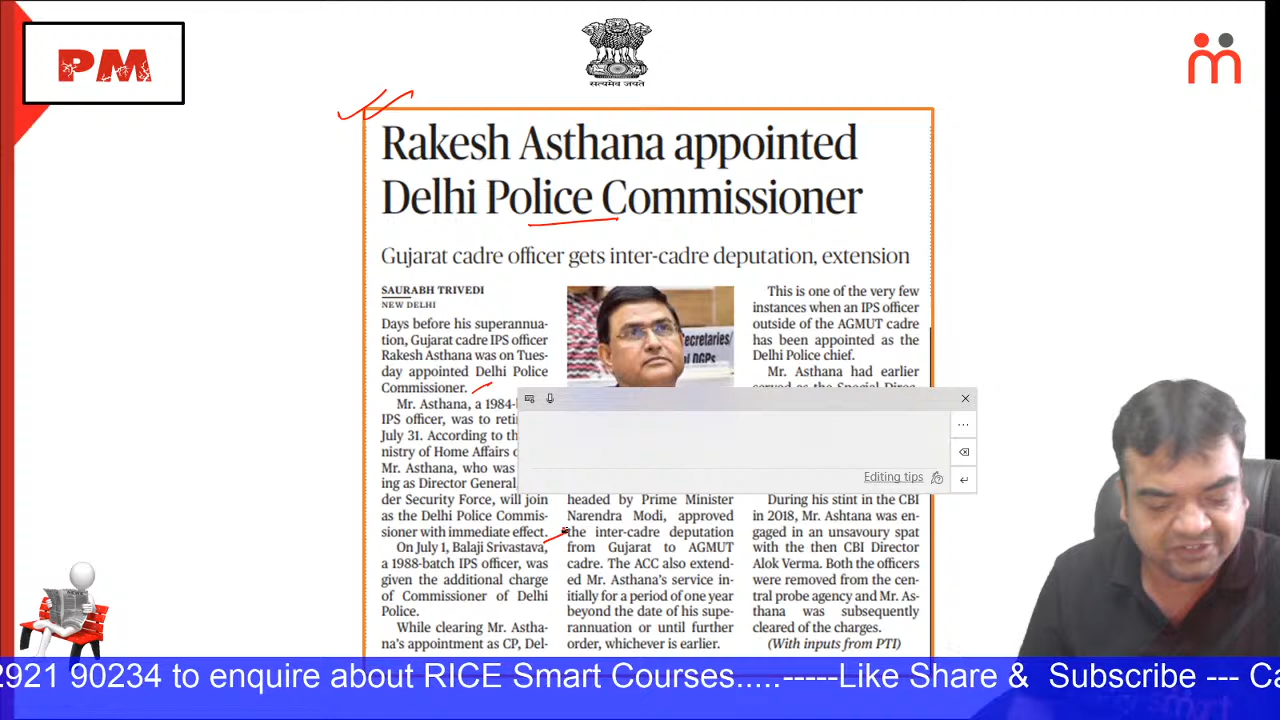 PM
सत्यमेव जयते
Rakesh Asthana appointed
Delhi Police Commissioner
Gujarat cadre officer gets inter-cadre deputation, extension
SAURABH TRIVEDI
NEW DELHI
Days before his superannua-
tion, Gujarat cadre IPS officer
Rakesh Asthana was on Tues-
day appointed Delhi Police
Commissioner.
Mr. Asthana, a 1984-
IPS officer, was to
July 31. According to
nistry of Home Affairs
Mr. Asthana, who was
ing as Director General,
der Security Force, will join
as the Delhi Police Commis-
sioner with immediate effect.
On July 1, Balaji Srivastava,
a 1988-batch IPS officer, was
given the additional charge
of Commissioner of Delhi
Police.
While clearing Mr. Astha-
na's appointment as CP, Del-
ecretaries/
DGPs
headed by Prime Minister
Narendra Modi, approved
the inter-cadre deputation
from Gujarat to AGMUT
cadre. The ACC also extend-
ed Mr. Asthana's service in-
itially for a period of one year
beyond the date of his supe-
rannuation or until further
order, whichever is earlier.
This is one of the very few
instances when an IPS officer
outside of the AGMUT cadre
has been appointed as the
Delhi Police chief.
Mr. Asthana had earlier
Editing tips
During his stint in the CBI
in 2018, Mr. Ashtana was en-
gaged in an unsavoury spat
with the then CBI Director
Alok Verma. Both the officers
were removed from the cen-
tral probe agency and Mr. As-
thana was subsequently
cleared of the charges.
(With inputs from PTI)
2921 90234 to enquire about RICE Smart Courses.....-----Like Share & Subscribe --- Ca